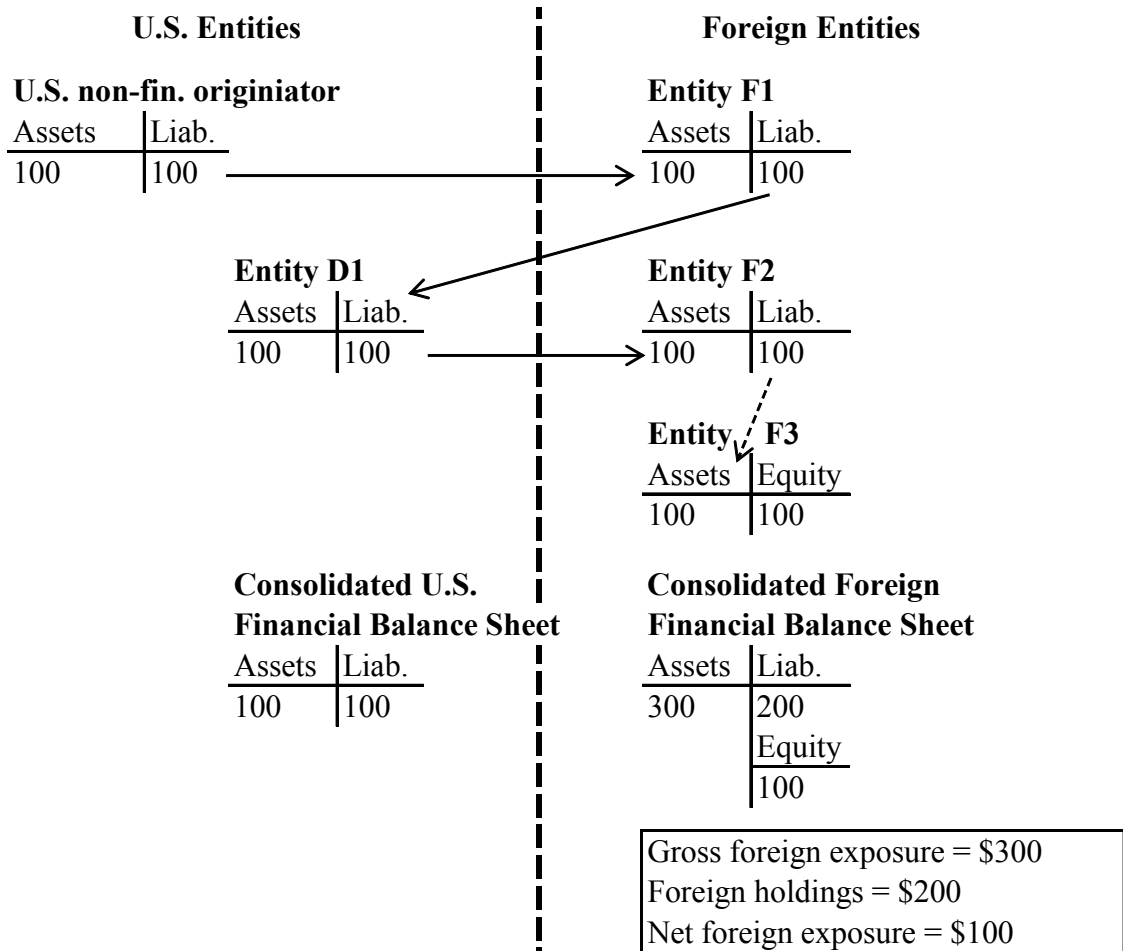 U.S. Entities
Foreign Entities
U.S. non-fin. originiator
Assets Liab.
100 100
Entity F1
Assets Liab.
100 100
Entity D1
Assets Liab.
100 100
Entity F2
Assets Liab.
100 100
Entity F3
Assets Equity
100 100
Consolidated U.S.
Financial Balance Sheet
Assets Liab.
100 100
Consolidated Foreign
Financial Balance Sheet
Assets Liab.
300 200
Equity
100
Gross foreign exposure = $300
Foreign holdings = $200
Net foreign exposure = $100